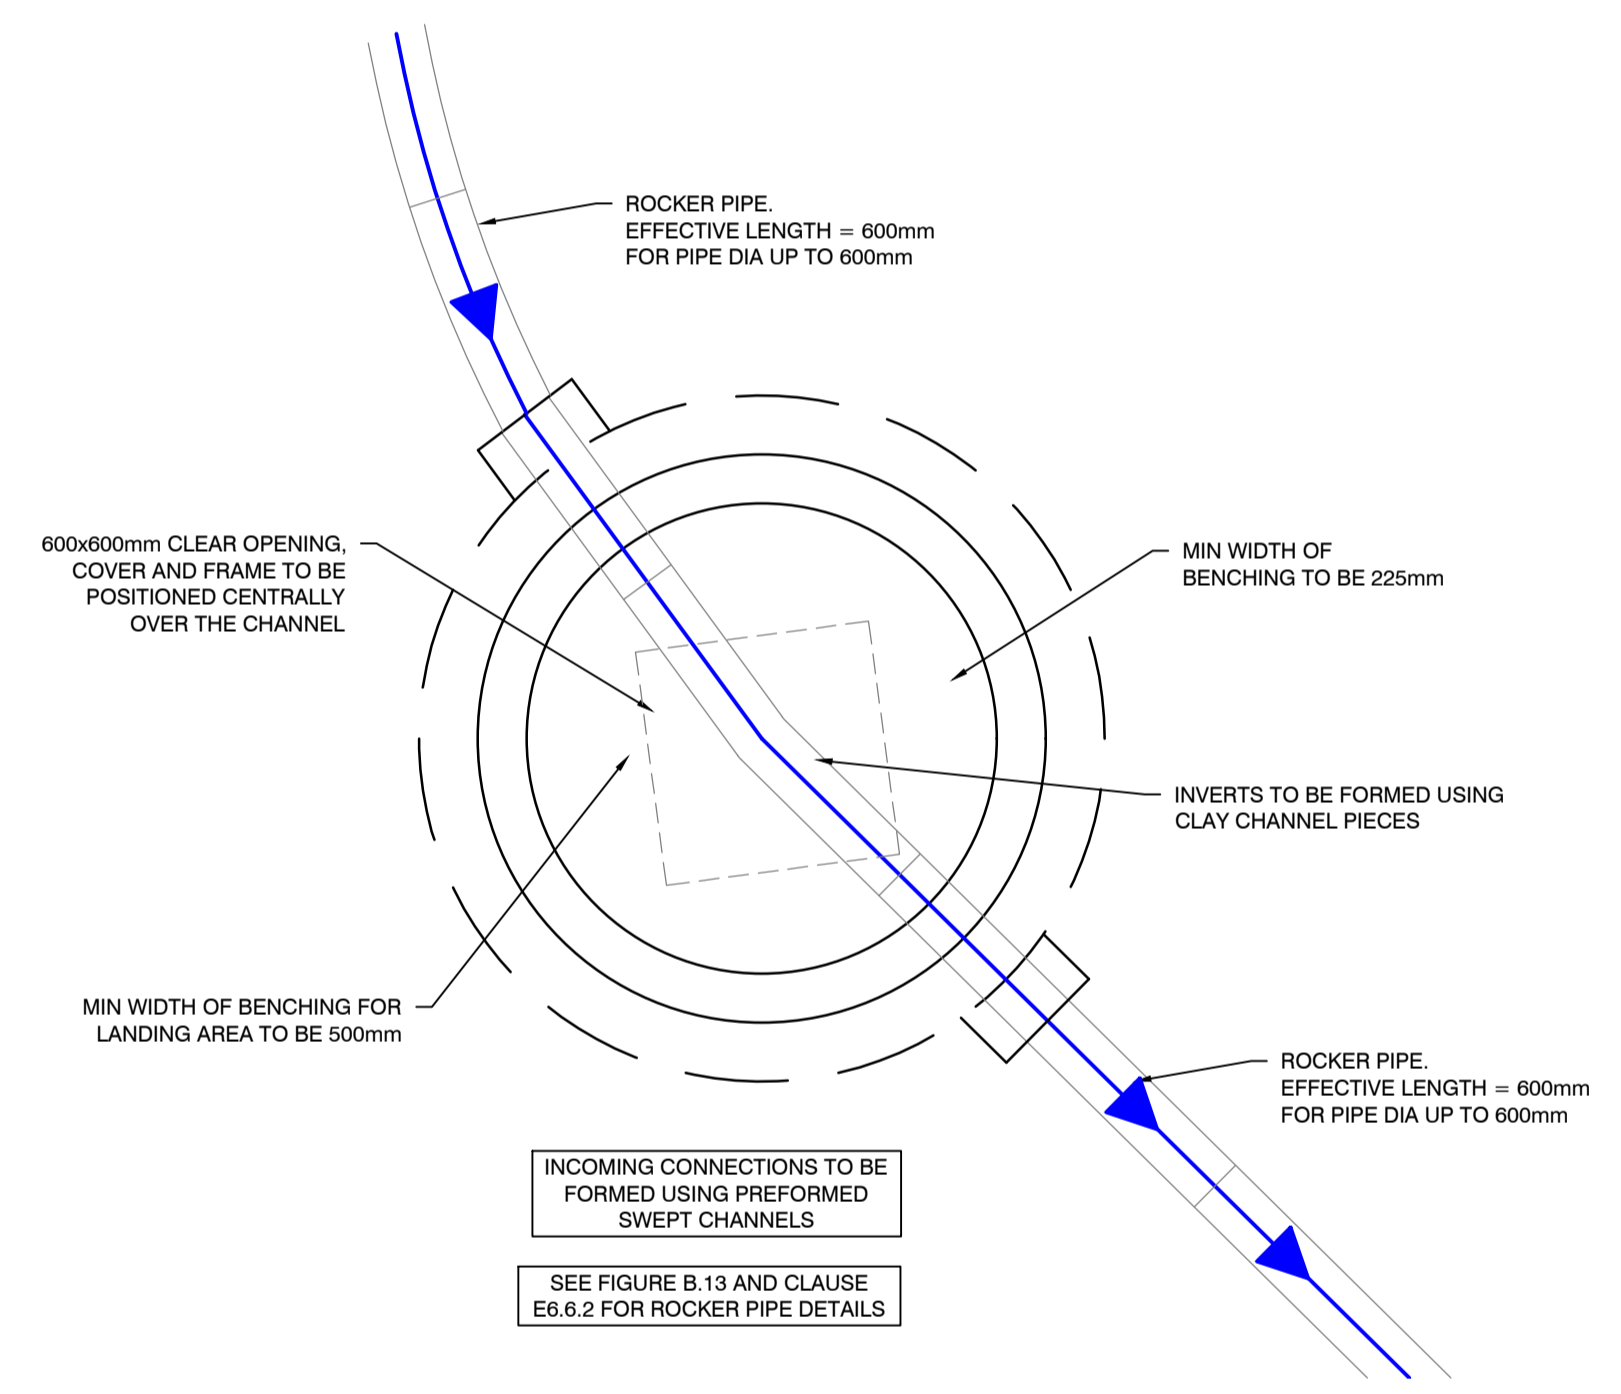 ROCKER PIPE.
EFFECTIVE LENGTH = 600mm
FOR PIPE DIA UP TO 600mm
600x600mm CLEAR OPENING,
COVER AND FRAME TO BE
POSITIONED CENTRALLY
OVER THE CHANNEL
MIN WIDTH OF
BENCHING TO BE 225mm
INVERTS TO BE FORMED USING
CLAY CHANNEL PIECES
MIN WIDTH OF BENCHING FOR
LANDING AREA TO BE 500mm
ROCKER PIPE.
EFFECTIVE LENGTH = 600mm
FOR PIPE DIA UP TO 600mm
INCOMING CONNECTIONS TO BE
FORMED USING PREFORMED
SWEPT CHANNELS
SEE FIGURE B.13 AND CLAUSE
E6.6.2 FOR ROCKER PIPE DETAILS